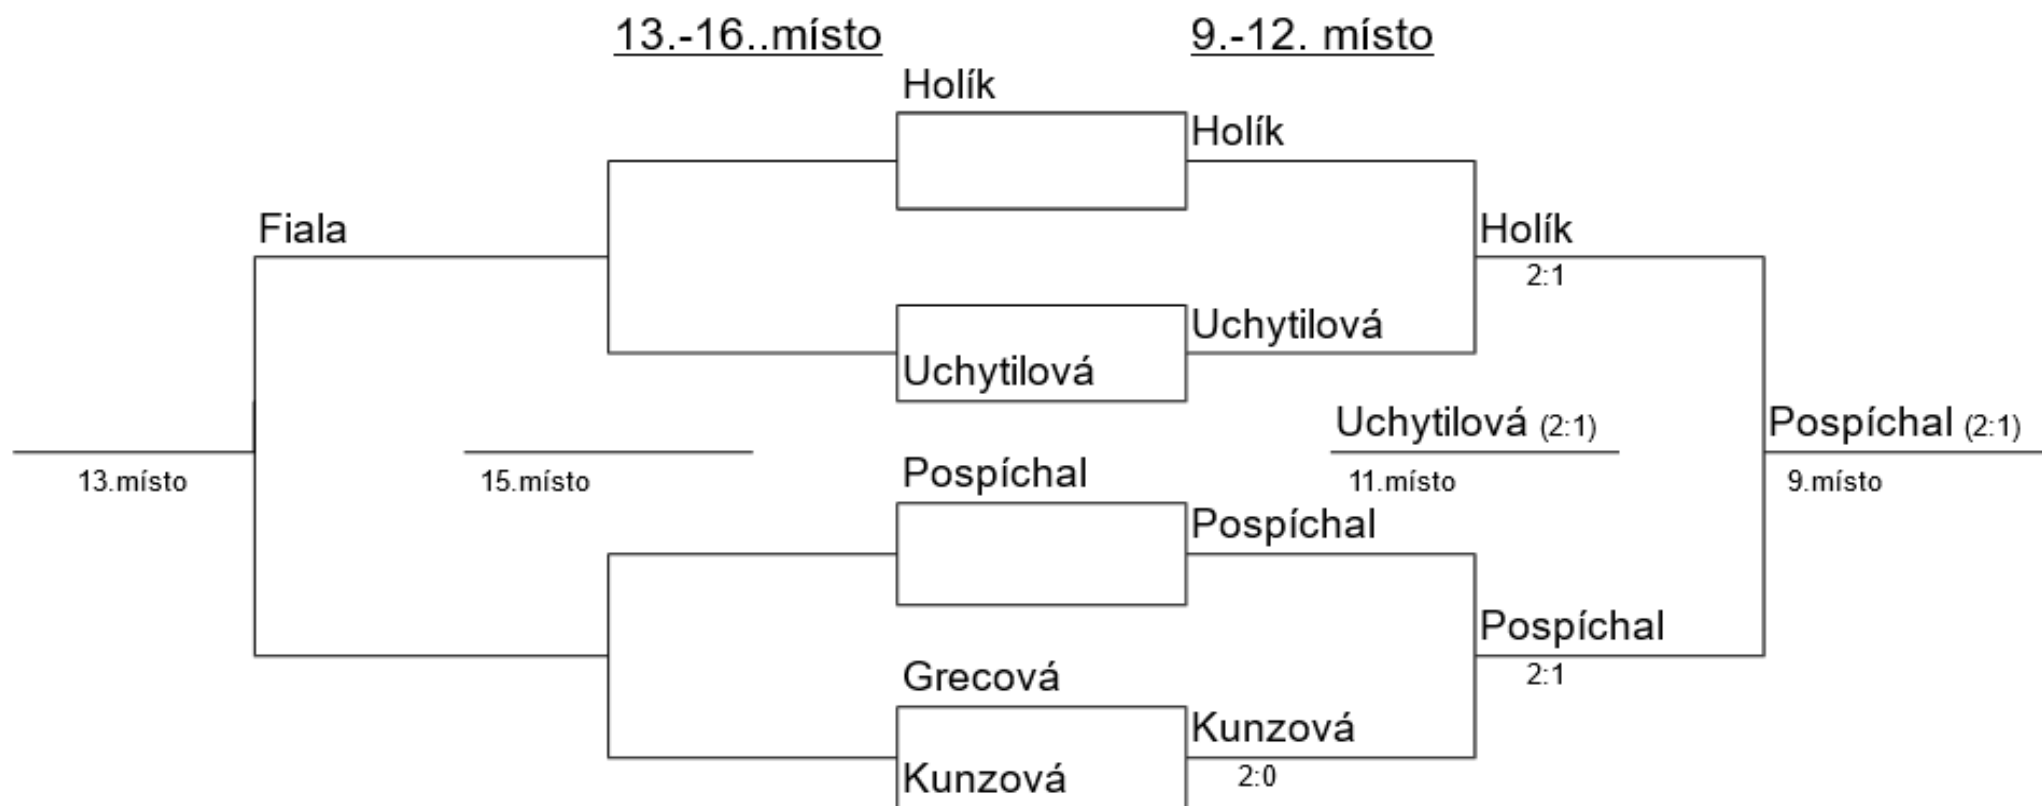 13.-16..místo 9.-12. místo
Holík
Holík
Fiala Holík
2:1
Uchytilová
Uchytilová
Uchytilová (2:1) Pospíchal (2:1)
13.místo 15.místo 11.místo 9.místo
Pospíchal
Pospíchal
Pospíchal
Grecová 2:1
Kunzová
Kunzová 2:0